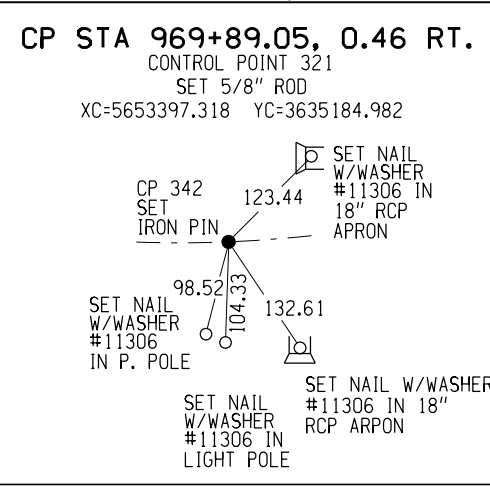 CP STA 969+89.05, 0.46 RT.
CONTROL POINT 321
SET 5/8" ROD
XC=5653397.318 YC=3635184.982
SET NAIL
W/WASHER
#11306 IN
18" RCP
APRON
CP 342
SET
IRON PIN
123.44
98.52
104.33
132.61
SET NAIL
W/WASHER
#11306
IN P. POLE
SET NAIL W/WASHER
#11306 IN 18"
RCP ARPON
SET NAIL
W/WASHER
#11306 IN
LIGHT POLE